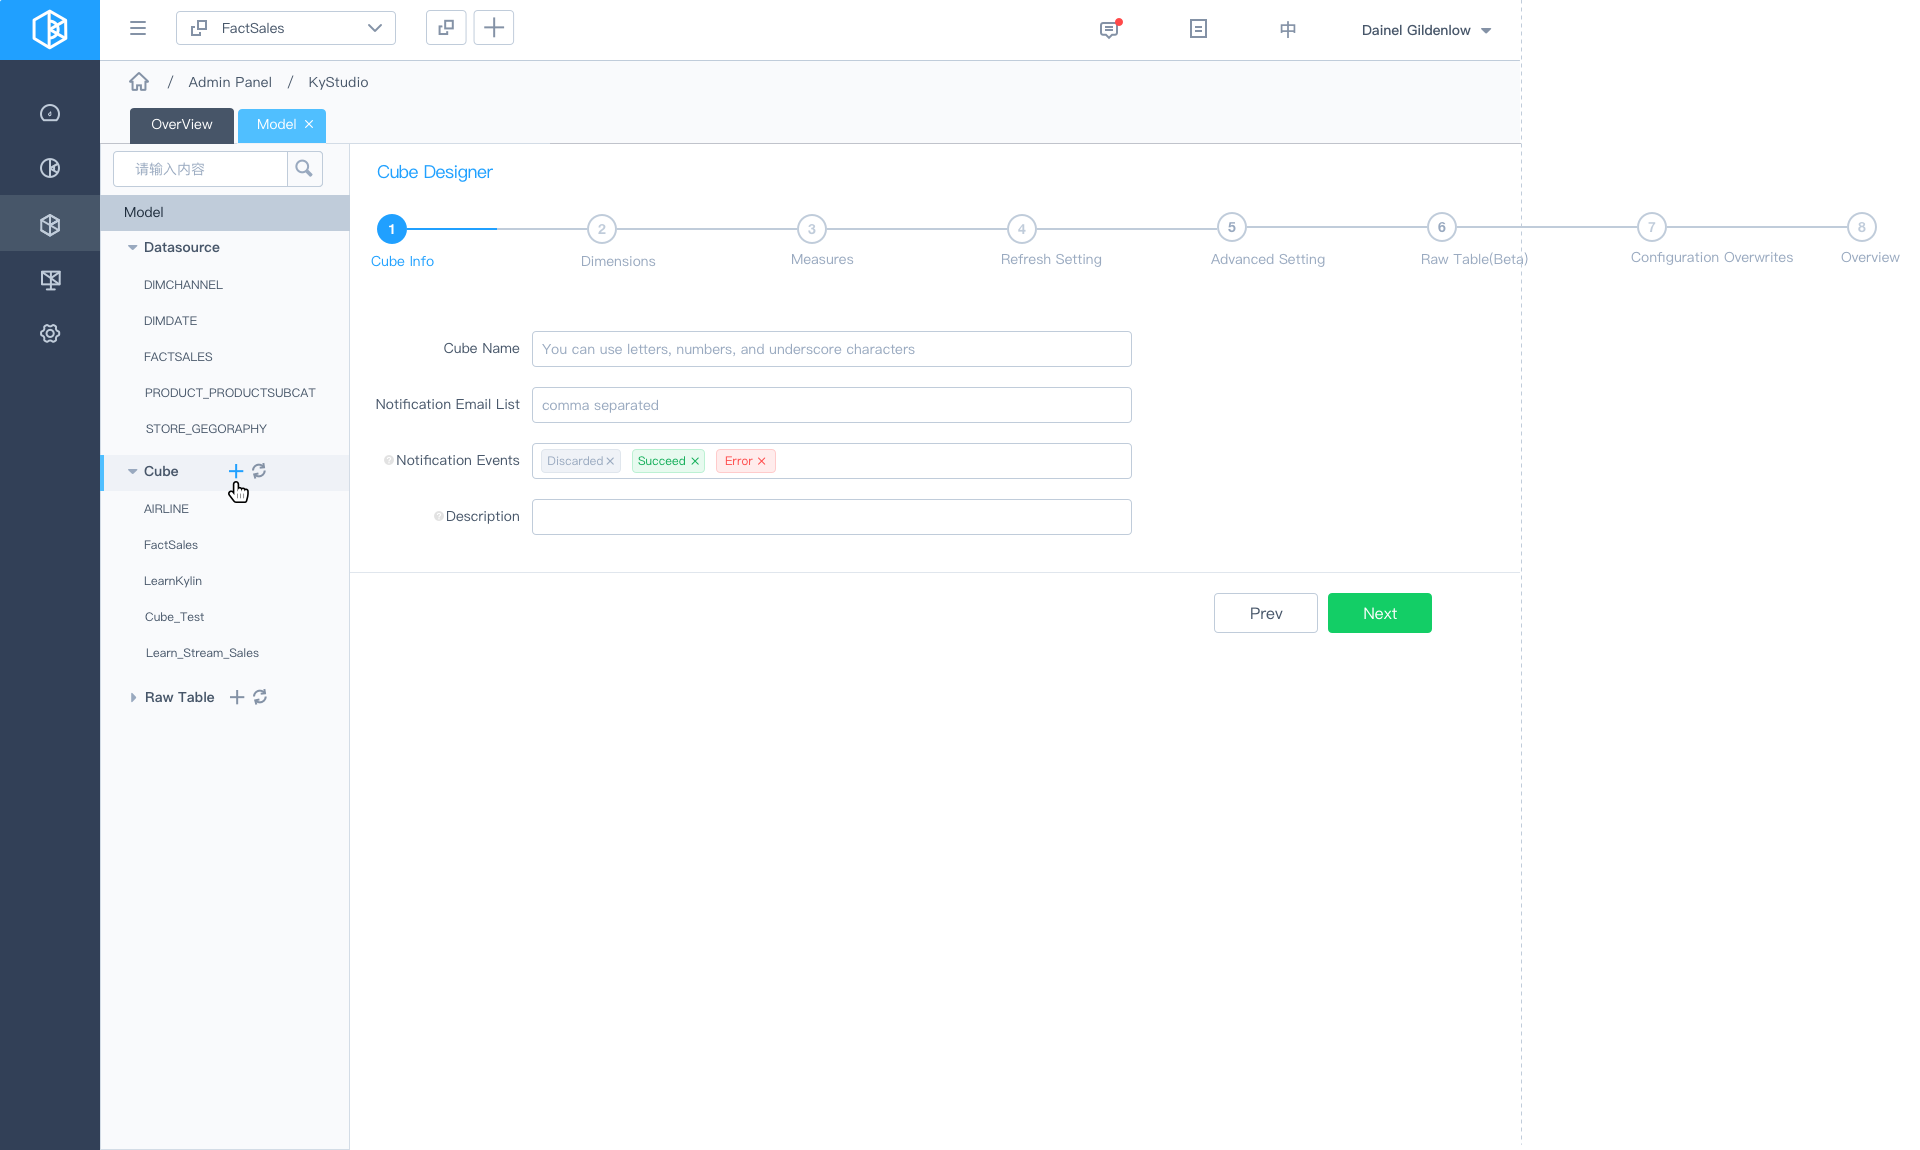 FactSales
中
Dainel Gildenlow
/ Admin Panel / KyStudio
OverView
Model ×
请输入内容
Model
Datasource
DIMCHANNEL
DIMDATE
FACTSALES
PRODUCT_PRODUCTSUBCAT
STORE_GEGORAPHY
Cube
AIRLINE
FactSales
LearnKylin
Cube_Test
Learn_Stream_Sales
Raw Table
Cube Designer
1 2 3 4 5 6 7 8
Cube Info
Dimensions
Measures
Refresh Setting
Advanced Setting
Raw Table(Beta)
Configuration Overwrites
Overview
Cube Name
You can use letters, numbers, and underscore characters
Notification Email List
comma separated
Notification Events
Discarded × Succeed × Error ×
Description
Prev
Next